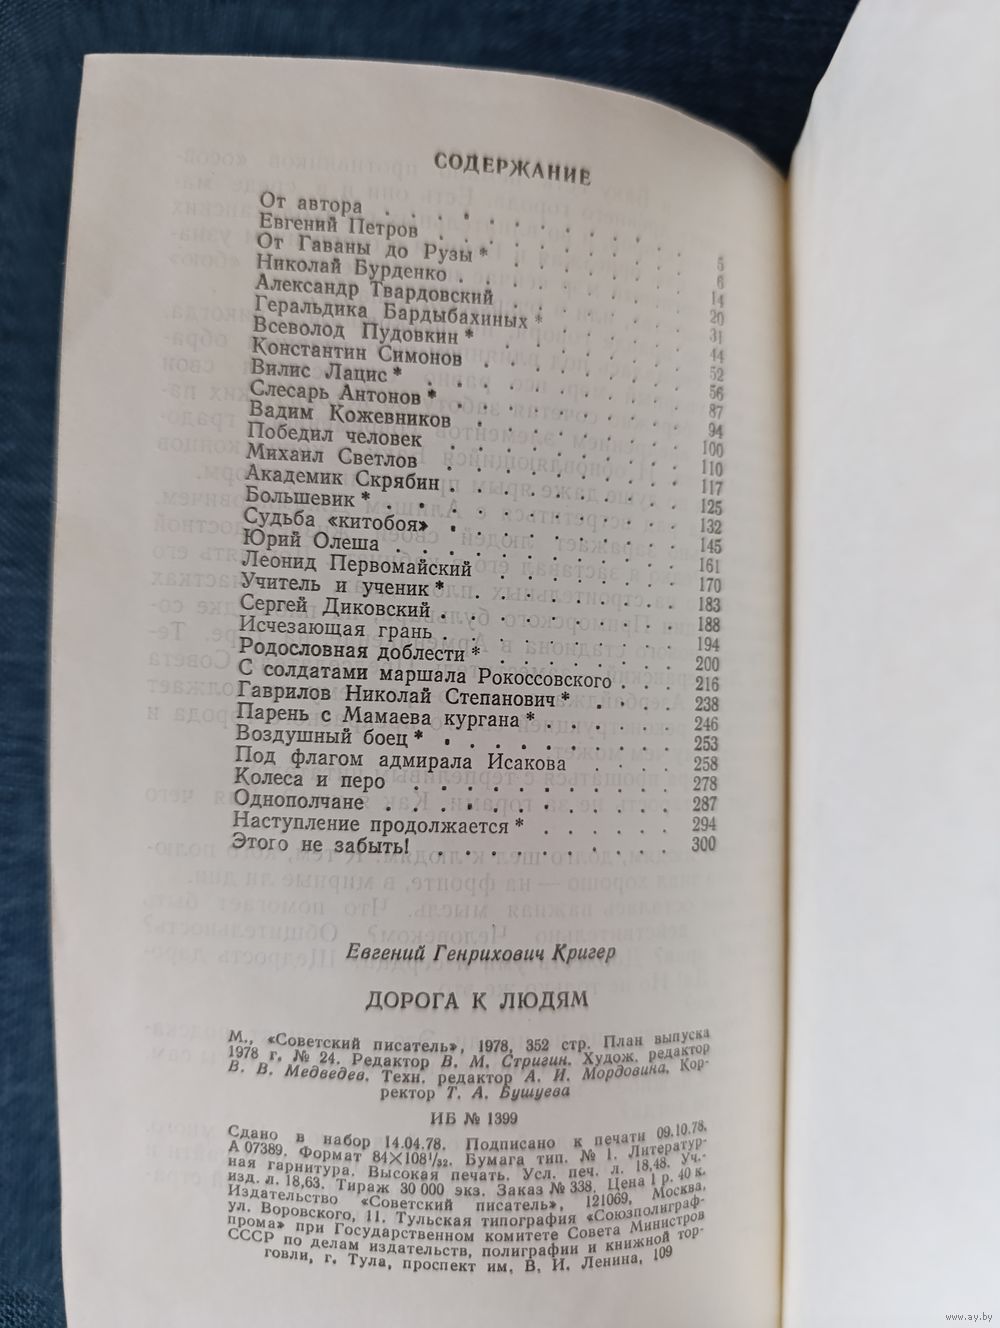 СОДЕРЖАНИЕ
От автора . . . . . . . . . 5
Евгений Петров . . . . . . . . 6
От Гаваны до Рузы * . . . . . . . 14
Николай Бурденко . . . . . . . . 20
Александр Твардовский . . . . . . . 31
Геральдика Бардыбахиных * . . . . . . 44
Всеволод Пудовкин * . . . . . . . 52
Константин Симонов . . . . . . . . 56
Вилис Лацис * . . . . . . . . . 87
Слесарь Антонов * . . . . . . . . 94
Вадим Кожевников . . . . . . . . 100
Победил человек . . . . . . . . 110
Михаил Светлов . . . . . . . . . 117
Академик Скрябин . . . . . . . . 125
Большевик * . . . . . . . . . . 132
Судьба «китобоя» . . . . . . . . 145
Юрий Олеша . . . . . . . . . . 161
Леонид Первомайский . . . . . . . 170
Учитель и ученик * . . . . . . . . 183
Сергей Диковский . . . . . . . . 188
Исчезающая грань . . . . . . . . 194
Родословная доблести * . . . . . . . 200
С солдатами маршала Рокоссовского . . . 216
Гаврилов Николай Степанович * . . . . 238
Парень с Мамаева кургана * . . . . . . 246
Воздушный боец * . . . . . . . . . 253
Под флагом адмирала Исакова . . . . 258
Колеса и перо . . . . . . . . . . 278
Однополчане . . . . . . . . . . . 287
Наступление продолжается * . . . . . . 294
Этого не забыть! . . . . . . . . . 300
Евгений Генрихович Кригер
ДОРОГА К ЛЮДЯМ
М., «Советский писатель», 1978, 352 стр. План выпуска
1978 г. № 24. Редактор В. М. Стригин. Худож. редактор
В. В. Медведев. Техн. редактор А. И. Мордовина. Кор-
ректор Т. А. Бушуева
ИБ № 1399
Сдано в набор 14.04.78. Подписано к печати 09.10.78.
А 07389. Формат 84×108¹/₃₂. Бумага тип. № 1. Литератур-
ная гарнитура. Высокая печать. Усл. печ. л. 18,48. Уч.-
изд. л. 18,63. Тираж 30 000 экз. Заказ № 338. Цена 1 р. 40 к.
Издательство «Советский писатель», 121069, Москва,
ул. Воровского, 11. Тульская типография «Союзполиграф-
прома» при Государственном комитете Совета Министров
СССР по делам издательств, полиграфии и книжной тор-
говли, г. Тула, проспект им. В. И. Ленина, 109
www.ay.by